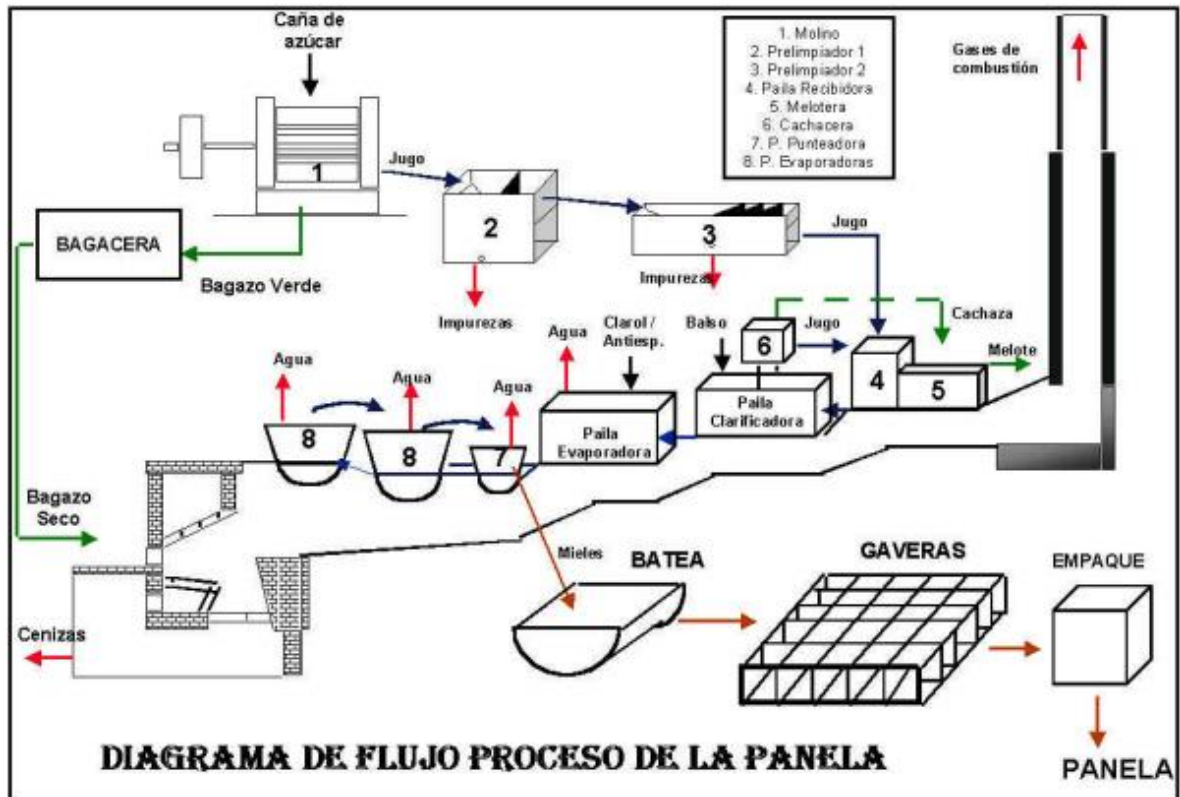 Caña de
azúcar
1. Molino
2. Prelimpiador 1
3. Prelimpiador 2
4. Paila Recibidora
5. Melotera
6. Cachacera
7. P. Punteadora
8. P. Evaporadoras
Gases de
combustión
1
Jugo
2
3
Jugo
BAGACERA
Bagazo Verde
Impurezas
Impurezas
Agua
Clarol /
Antiesp.
Balso
6
Jugo
Cachaza
Melote
4
5
Agua
Agua
Agua
8
8
7
Paila
Evaporadora
Paila
Clarificadora
Bagazo
Seco
Mieles
BATEA
GAVERAS
EMPAQUE
Cenizas
DIAGRAMA DE FLUJO PROCESO DE LA PANELA
PANELA